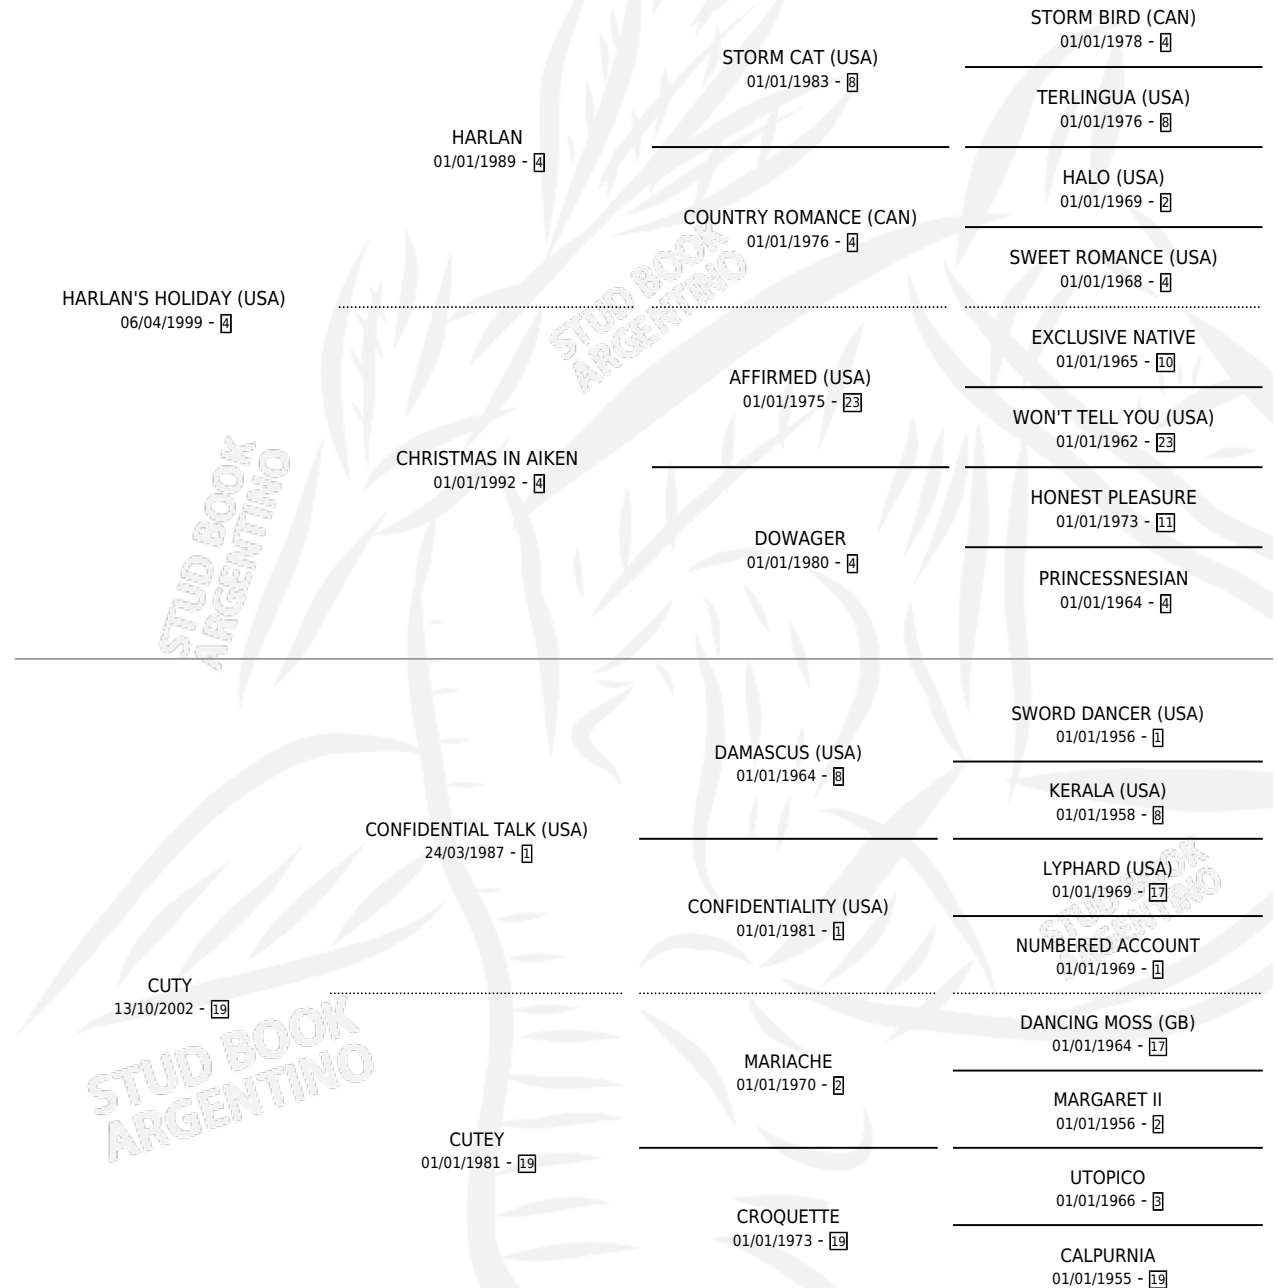 STORM BIRD (CAN)
01/01/1978 - 4
STORM CAT (USA)
01/01/1983 - 8
TERLINGUA (USA)
01/01/1976 - 8
HARLAN
01/01/1989 - 4
HALO (USA)
01/01/1969 - 2
COUNTRY ROMANCE (CAN)
01/01/1976 - 4
SWEET ROMANCE (USA)
01/01/1968 - 4
HARLAN'S HOLIDAY (USA)
06/04/1999 - 4
EXCLUSIVE NATIVE
01/01/1965 - 10
AFFIRMED (USA)
01/01/1975 - 23
WON'T TELL YOU (USA)
01/01/1962 - 23
CHRISTMAS IN AIKEN
01/01/1992 - 4
HONEST PLEASURE
01/01/1973 - 11
DOWAGER
01/01/1980 - 4
PRINCESSNESIAN
01/01/1964 - 4
SWORD DANCER (USA)
01/01/1956 - 1
DAMASCUS (USA)
01/01/1964 - 8
KERALA (USA)
01/01/1958 - 8
CONFIDENTIAL TALK (USA)
24/03/1987 - 1
LYPHARD (USA)
01/01/1969 - 17
CONFIDENTIALITY (USA)
01/01/1981 - 1
NUMBERED ACCOUNT
01/01/1969 - 1
CUTY
13/10/2002 - 19
DANCING MOSS (GB)
01/01/1964 - 17
MARIACHE
01/01/1970 - 2
MARGARET II
01/01/1956 - 2
CUTEY
01/01/1981 - 19
UTOPICO
01/01/1966 - 3
CROQUETTE
01/01/1973 - 19
CALPURNIA
01/01/1955 - 19
STUD BOOK
ARGENTINO
STUD BOOK
ARGENTINO
STUD BOOK
ARGENTINO
STUD BOOK
ARGENTINO